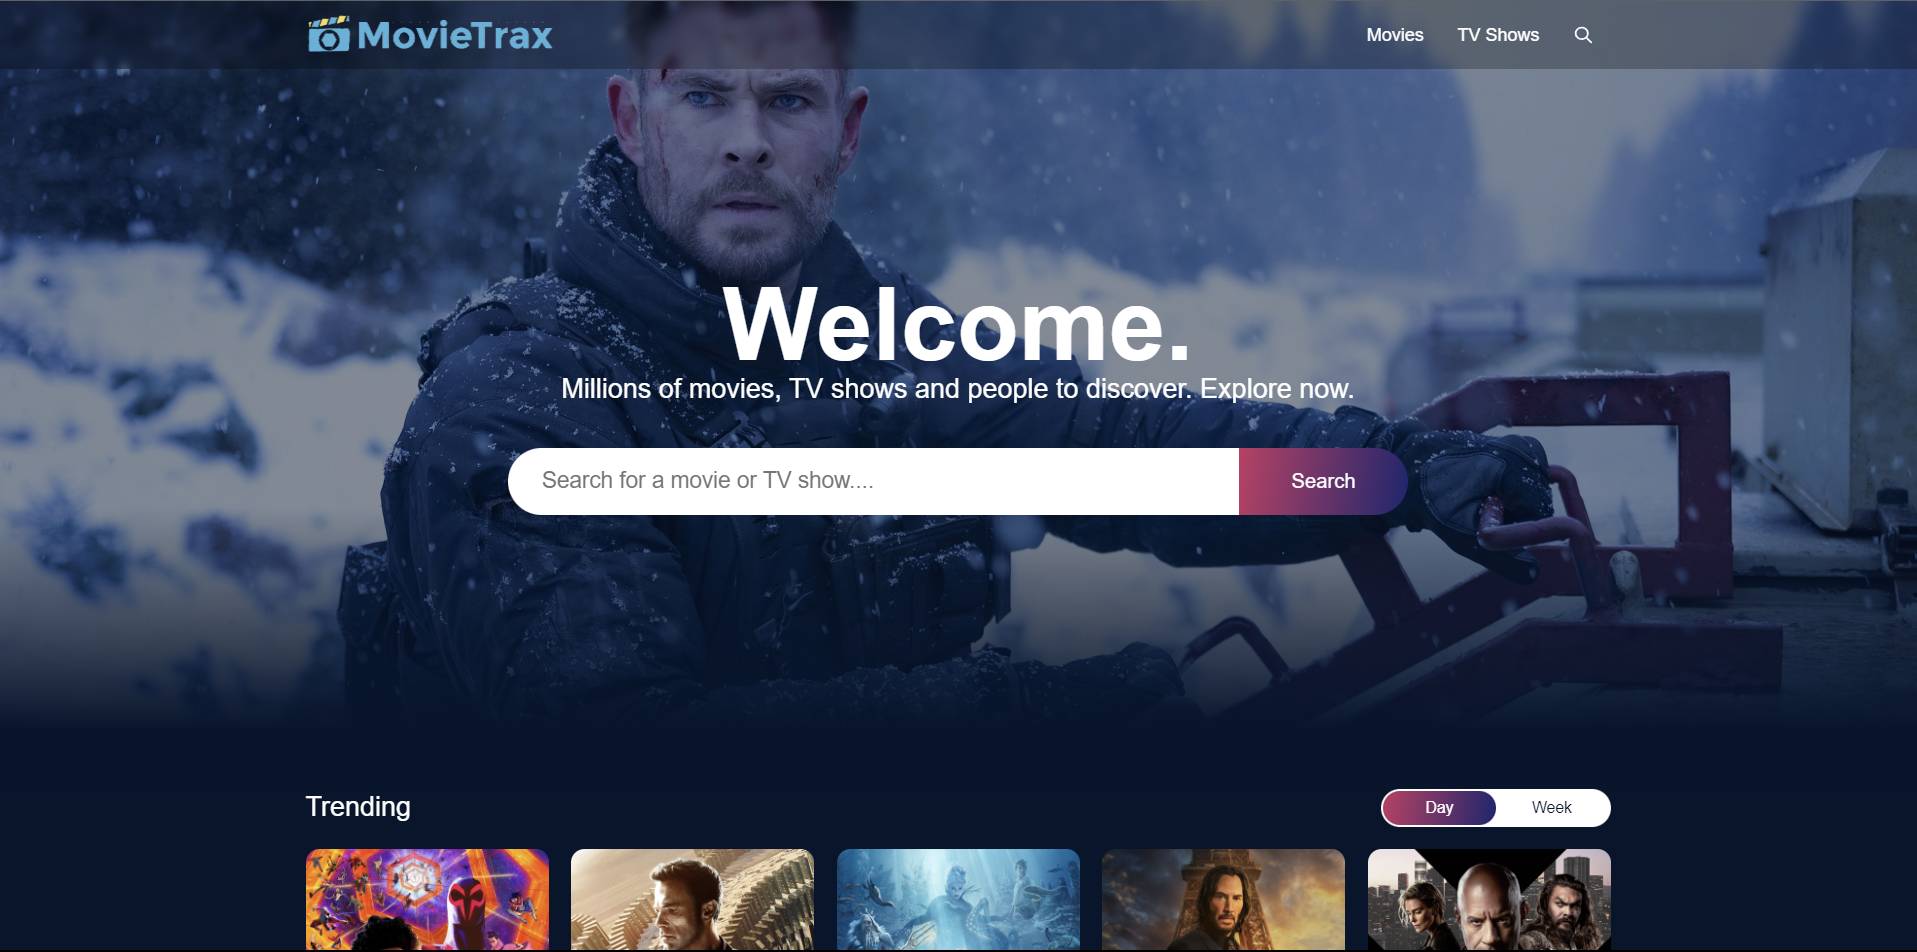 MovieTrax
Movies
TV Shows
Welcome.
Millions of movies, TV shows and people to discover. Explore now.
Search for a movie or TV show....
Search
Trending
Day
Week